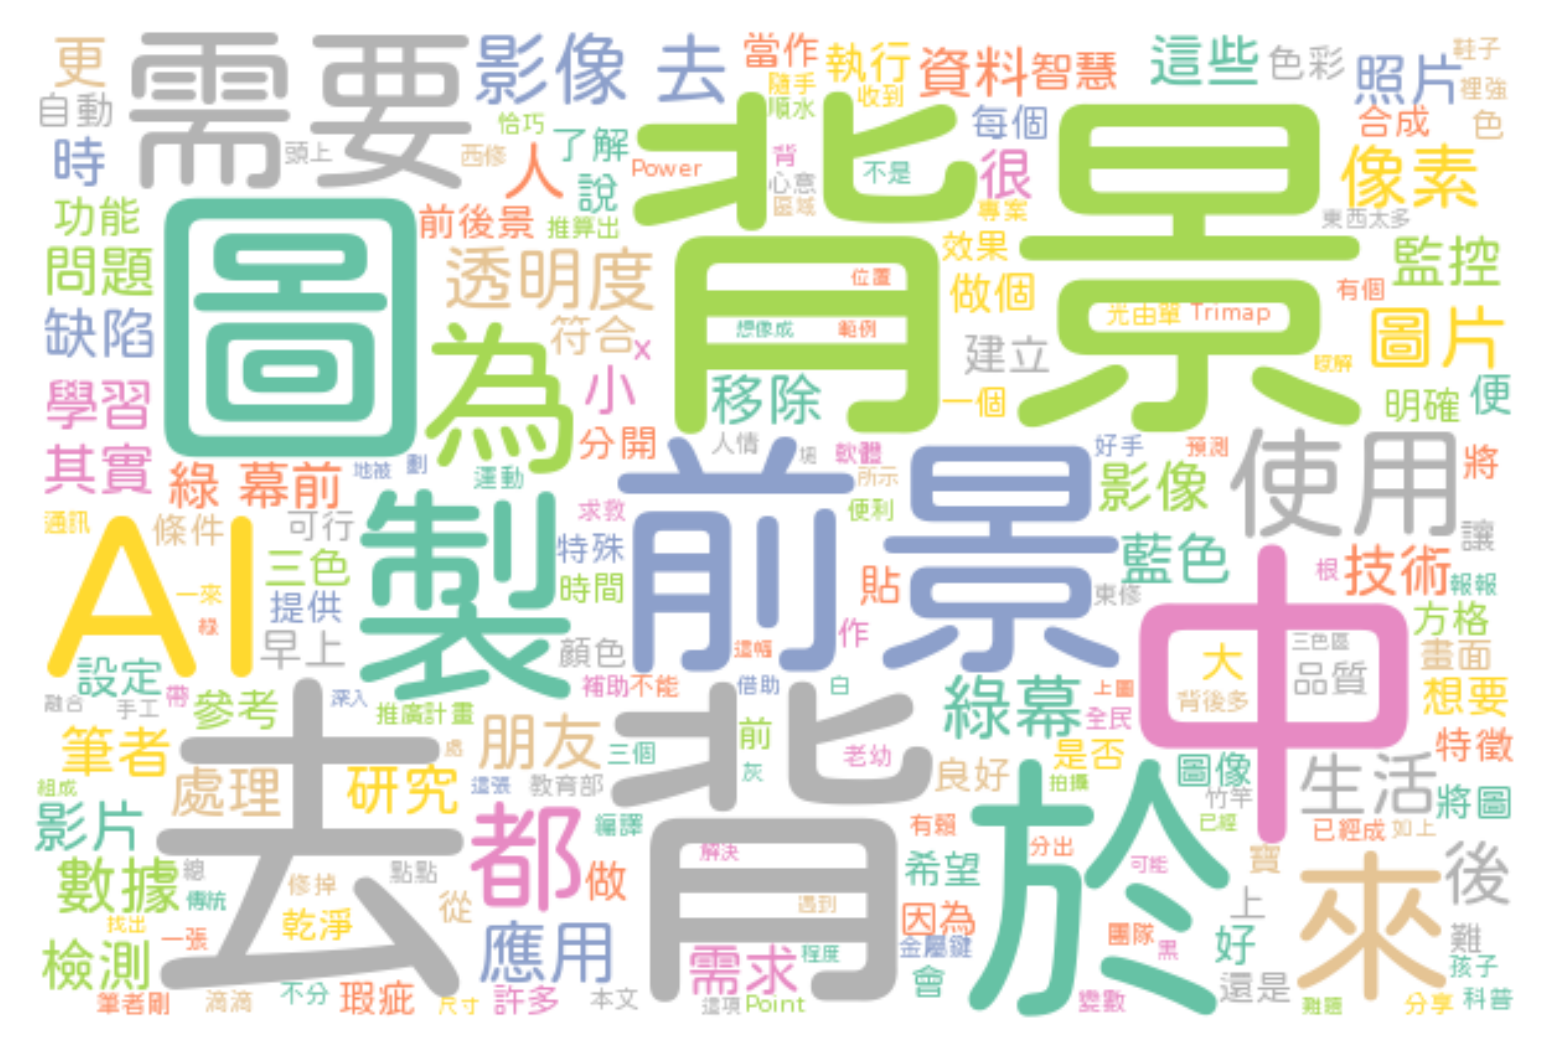 更
需要
影像
去
當作
執行
資料
智慧
這些
色彩
照片
鞋子
自動
隨手
收到
裡強
時
頭上
恰巧
西修
了解
人
說
Power
背景
順水
背
心意
區域
不是
每個
很
專案
合成
色
像素
東西太多
功能
圖
前後景
推算出
問題
透明度
位置
效果
做個
監控
有個
缺陷
為
符合
x
想像成
範例
光由單
Trimap
建立
圖片
瞭解
學習
小
移除
一個
明確
便
其實
分開
人情
軟體
好手
預測
使用
將
綠
幕前
地被
劃
運動
前景
所示
影像
通訊
AI
條件
可行
製
求救
便利
讓
三色
特殊
藍色
根
技術
報報
一來
綠
提供
時間
貼
東修
中
方格
早上
顏色
這幅
作
大
三色區
品質
畫面
設定
融合
手工
帶
參考
深入
推廣計畫
補助
不能
借助
白
綠幕
上圖
全民
背後多
想要
筆者
去
處
朋友
三個
背
前
老幼
是否
特徵
組成
處理
研究
這張
教育部
灰
良好
拍攝
圖像
竹竿
生活
將圖
影片
都
編譯
有賴
於
已經
已經成
如上
數據
總
傳統
修掉
點點
做
解決
希望
分出
可能
寶
來
後
找出
一張
乾淨
從
遇到
因為
上
檢測
應用
需求
程度
金屬鍵
團隊
黑
好
難
孩子
筆者剛
滴滴
不分
瑕疵
尺寸
許多
本文
這項
Point
會
變數
還是
難題
分享
科普